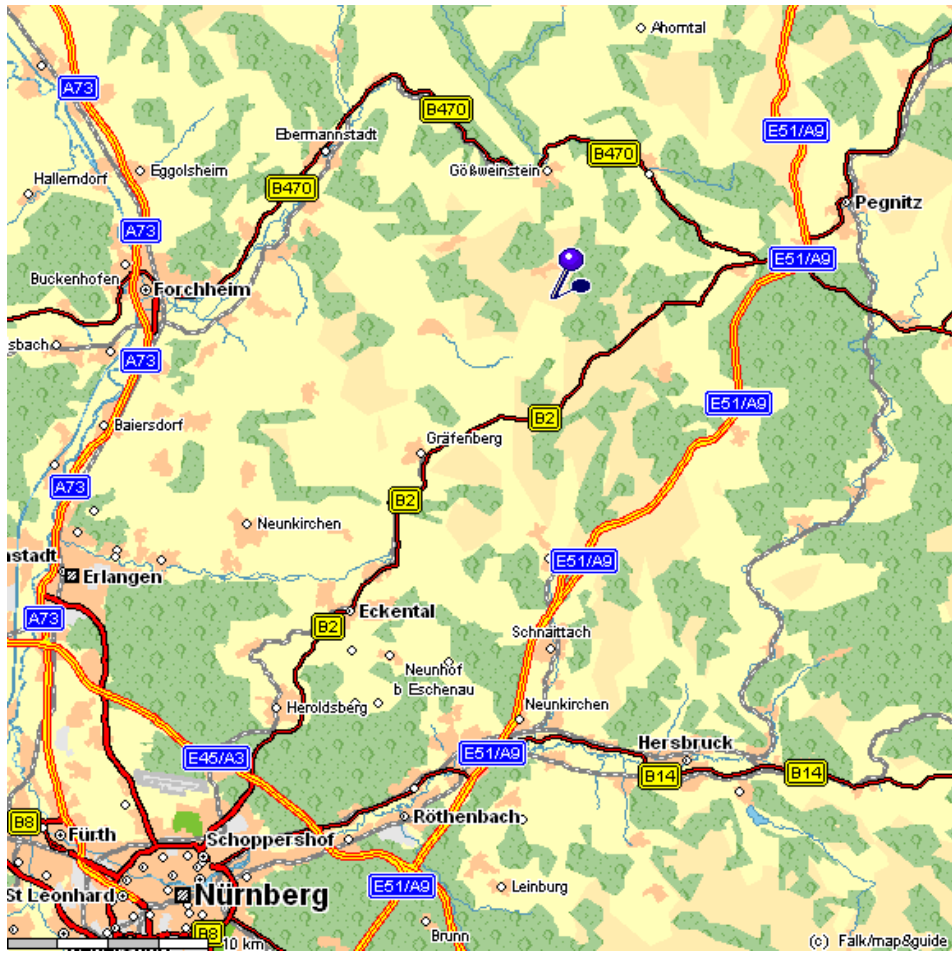 Ahorntal
A73
B470
E51/A9
Ebermannstadt
B470
Eggolsheim
Gößweinstein
Hallerndorf
B470
Pegnitz
A73
Buckenhofen
E51/A9
Forchheim
sbach
A73
E51/A9
B2
Baiersdorf
Gräfenberg
A73
B2
Neunkirchen
nstadt
E51/A9
Erlangen
Eckental
A73
B2
Schnaittach
Neunhof
b Eschenau
Heroldsberg
Neunkirchen
E45/A3
E51/A9
Hersbruck
B14
B14
B8
Fürth
Schoppershof
Röthenbach
St Leonhard
Nürnberg
E51/A9
Leinburg
B8
Brunn
10 km
(c) Falk/map&guide